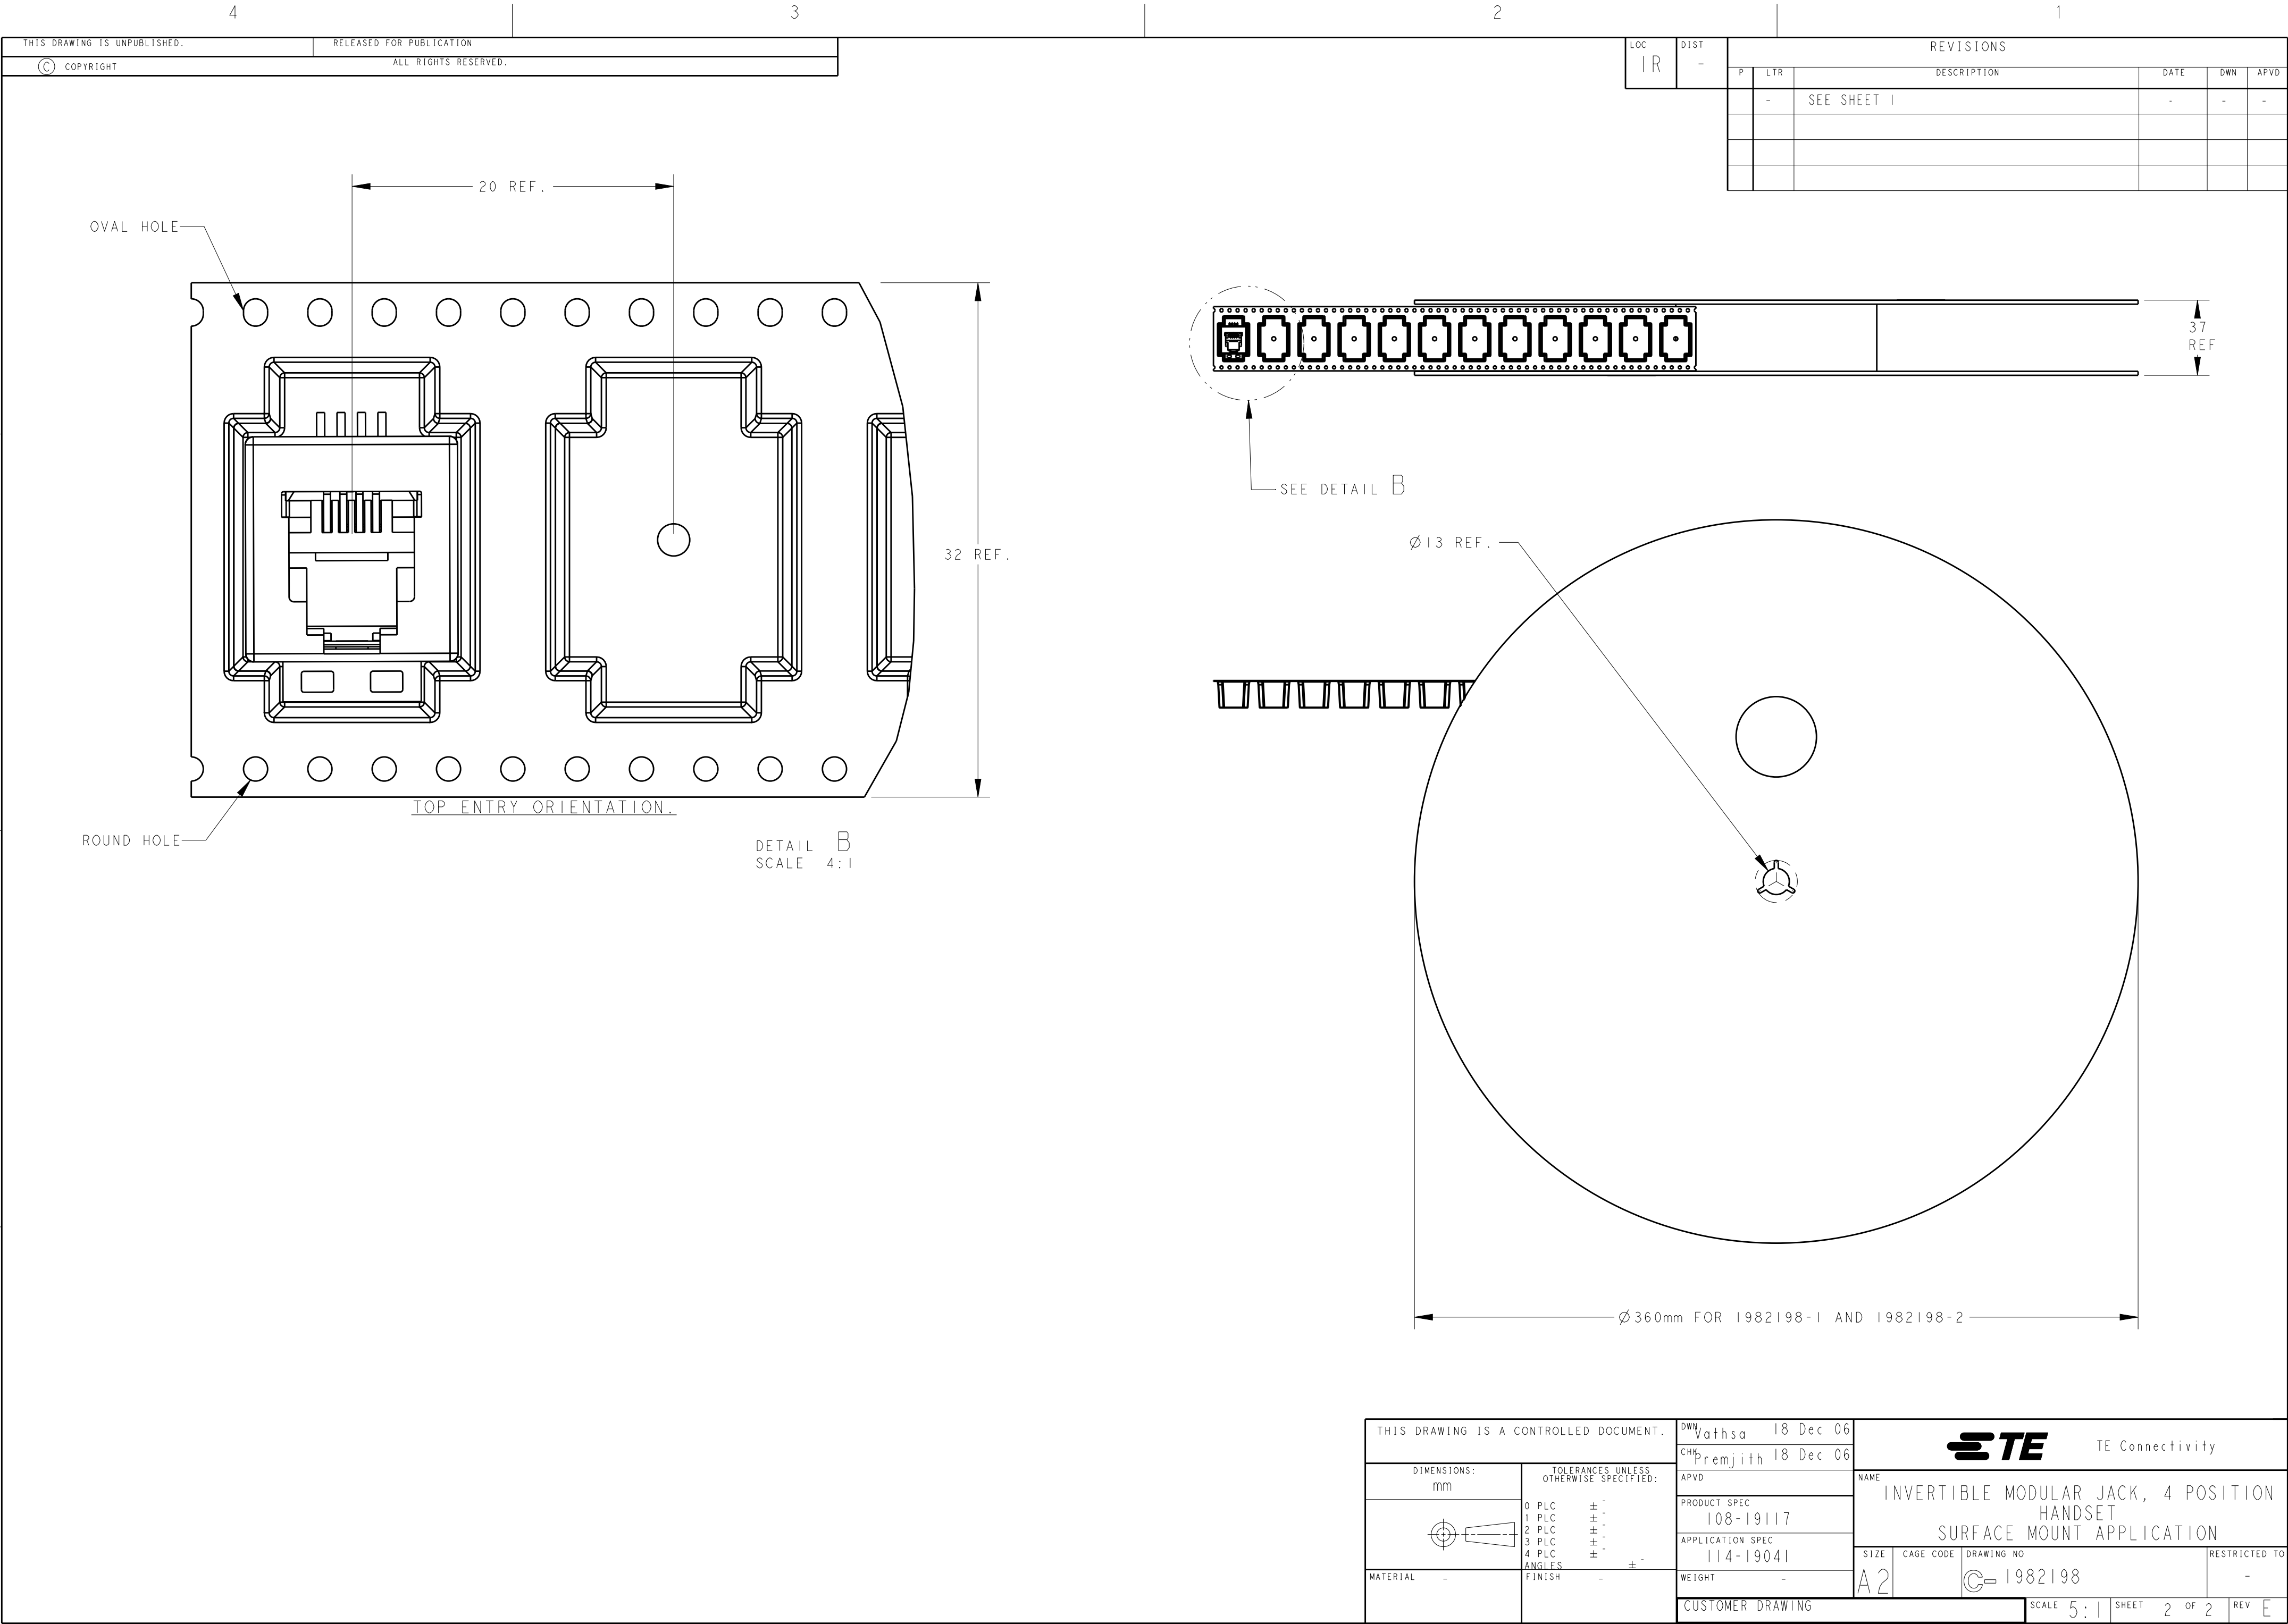 4 3 2 1
THIS DRAWING IS UNPUBLISHED. RELEASED FOR PUBLICATION
© COPYRIGHT ALL RIGHTS RESERVED.
LOC DIST REVISIONS
IR -
P LTR DESCRIPTION DATE DWN APVD
- SEE SHEET 1 - - -
20 REF.
OVAL HOLE
32 REF.
TOP ENTRY ORIENTATION.
ROUND HOLE
DETAIL B
SCALE 4:1
37
REF
SEE DETAIL B
Ø13 REF.
Ø360mm FOR 1982198-1 AND 1982198-2
THIS DRAWING IS A CONTROLLED DOCUMENT.
DIMENSIONS:
mm
TOLERANCES UNLESS
OTHERWISE SPECIFIED:
0 PLC ± -
1 PLC ± -
2 PLC ± -
3 PLC ± -
4 PLC ± -
ANGLES ± -
MATERIAL -
FINISH -
DWN Vathsa 18 Dec 06
CHK Premjith 18 Dec 06
APVD
PRODUCT SPEC
108-19117
APPLICATION SPEC
114-19041
WEIGHT -
CUSTOMER DRAWING
TE TE Connectivity
NAME
INVERTIBLE MODULAR JACK, 4 POSITION
HANDSET
SURFACE MOUNT APPLICATION
SIZE CAGE CODE DRAWING NO RESTRICTED TO
A2 C-1982198 -
SCALE 5:1 SHEET 2 OF 2 REV E